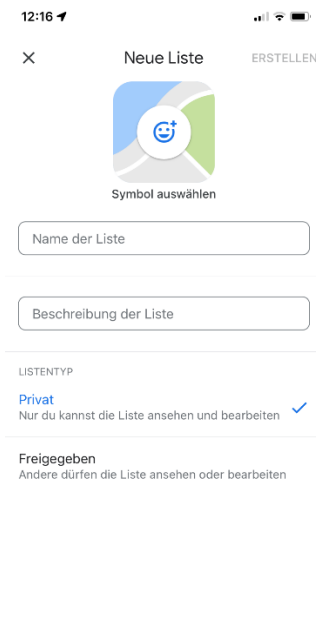 12:16
Neue Liste
ERSTELLEN
Symbol auswählen
Name der Liste
Beschreibung der Liste
LISTENTYP
Privat
Nur du kannst die Liste ansehen und bearbeiten
Freigegeben
Andere dürfen die Liste ansehen oder bearbeiten